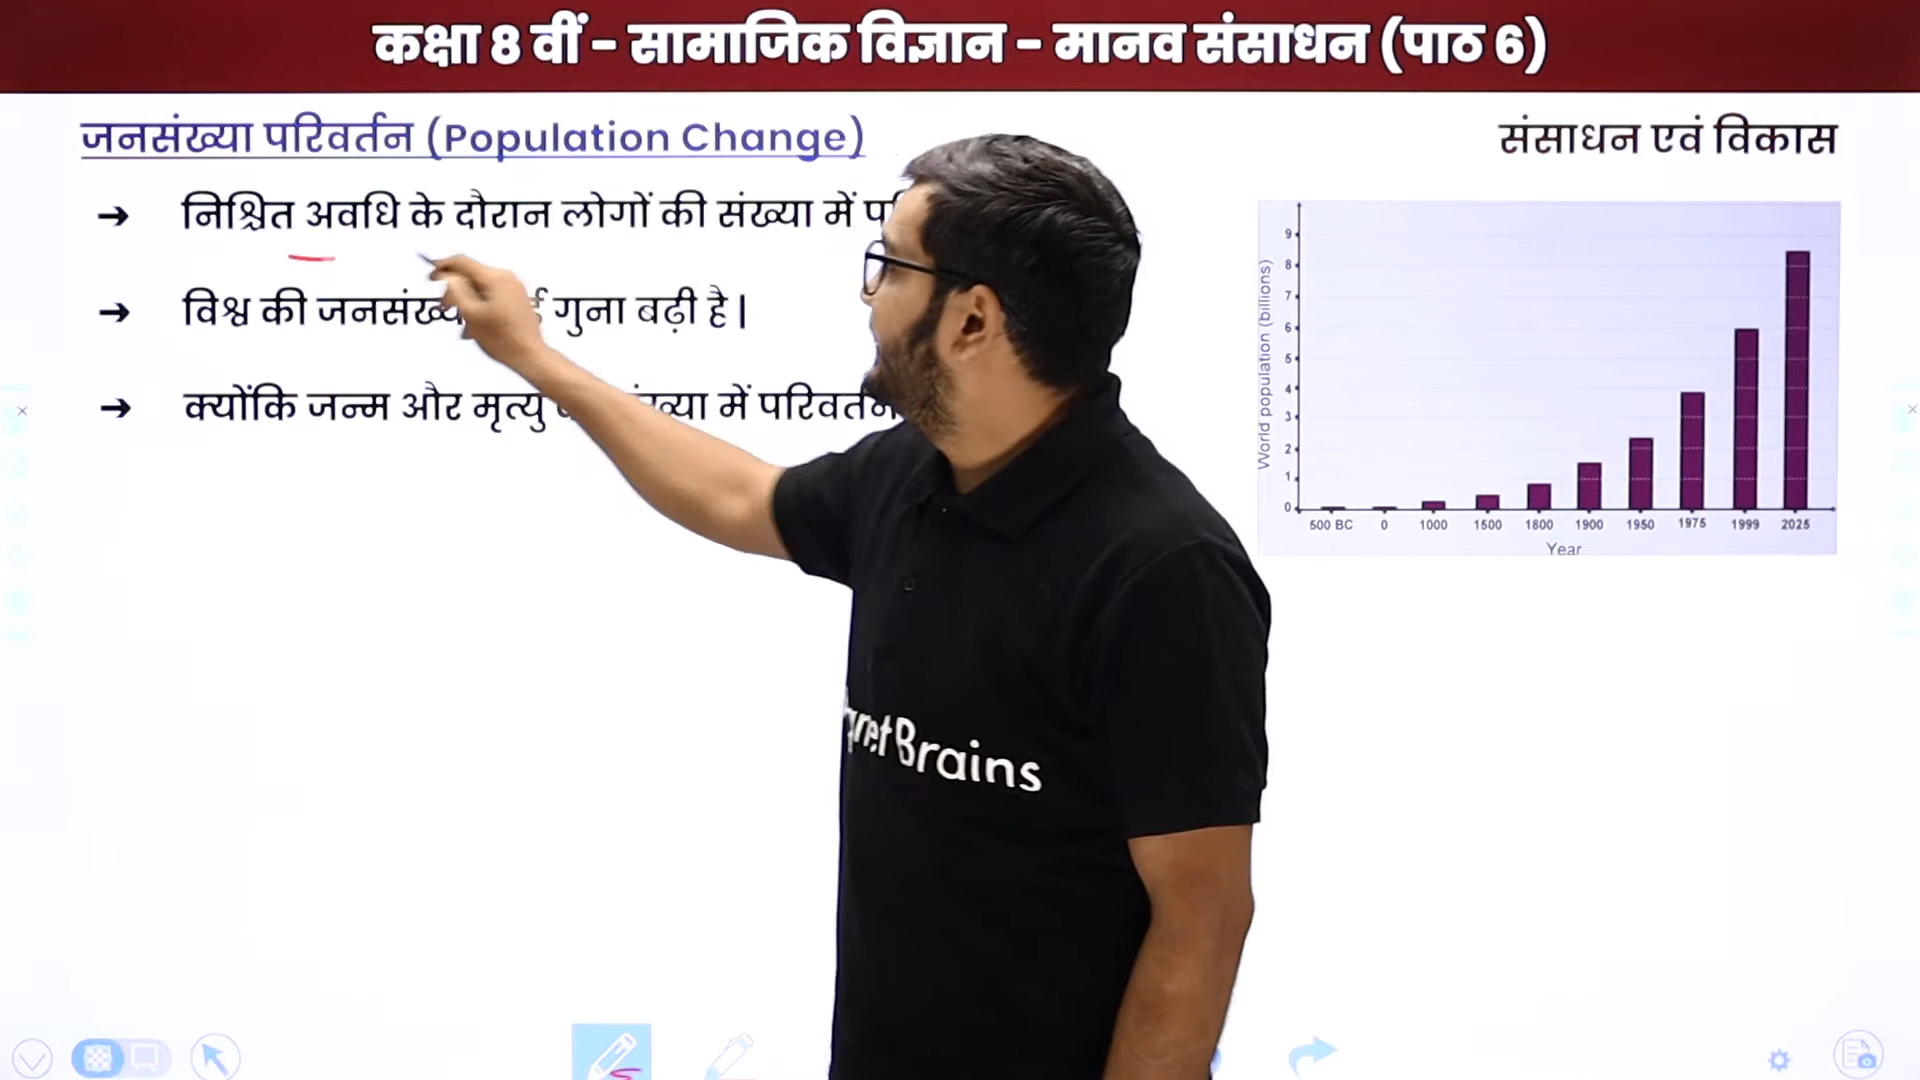 कक्षा 8 वीं - सामाजिक विज्ञान - मानव संसाधन (पाठ 6)
जनसंख्या परिवर्तन (Population Change)
संसाधन एवं विकास
➔ निश्चित अवधि के दौरान लोगों की संख्या में
➔ विश्व की गुना बढ़ी है |
➔ क्योंकि जन्म और मृत्यु में परिवर्तन
World population (billions)
9
8
7
6
5
4
3
2
1
0
500 BC 0 1000 1500 1800 1900 1950 1975 1999 2025
Year
Brains